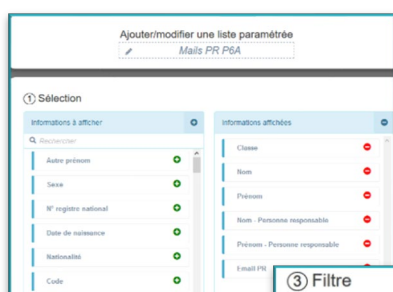 Ajouter/modifier une liste paramétrée
Mails PR P6A
1 Sélection
Informations à afficher
Rechercher
Autre prénom
Sexe
N° registre national
Date de naissance
Nationalité
Code
Informations affichées
Classe
Nom
Prénom
Nom - Personne responsable
Prénom - Personne responsable
Email PR
3 Filtre